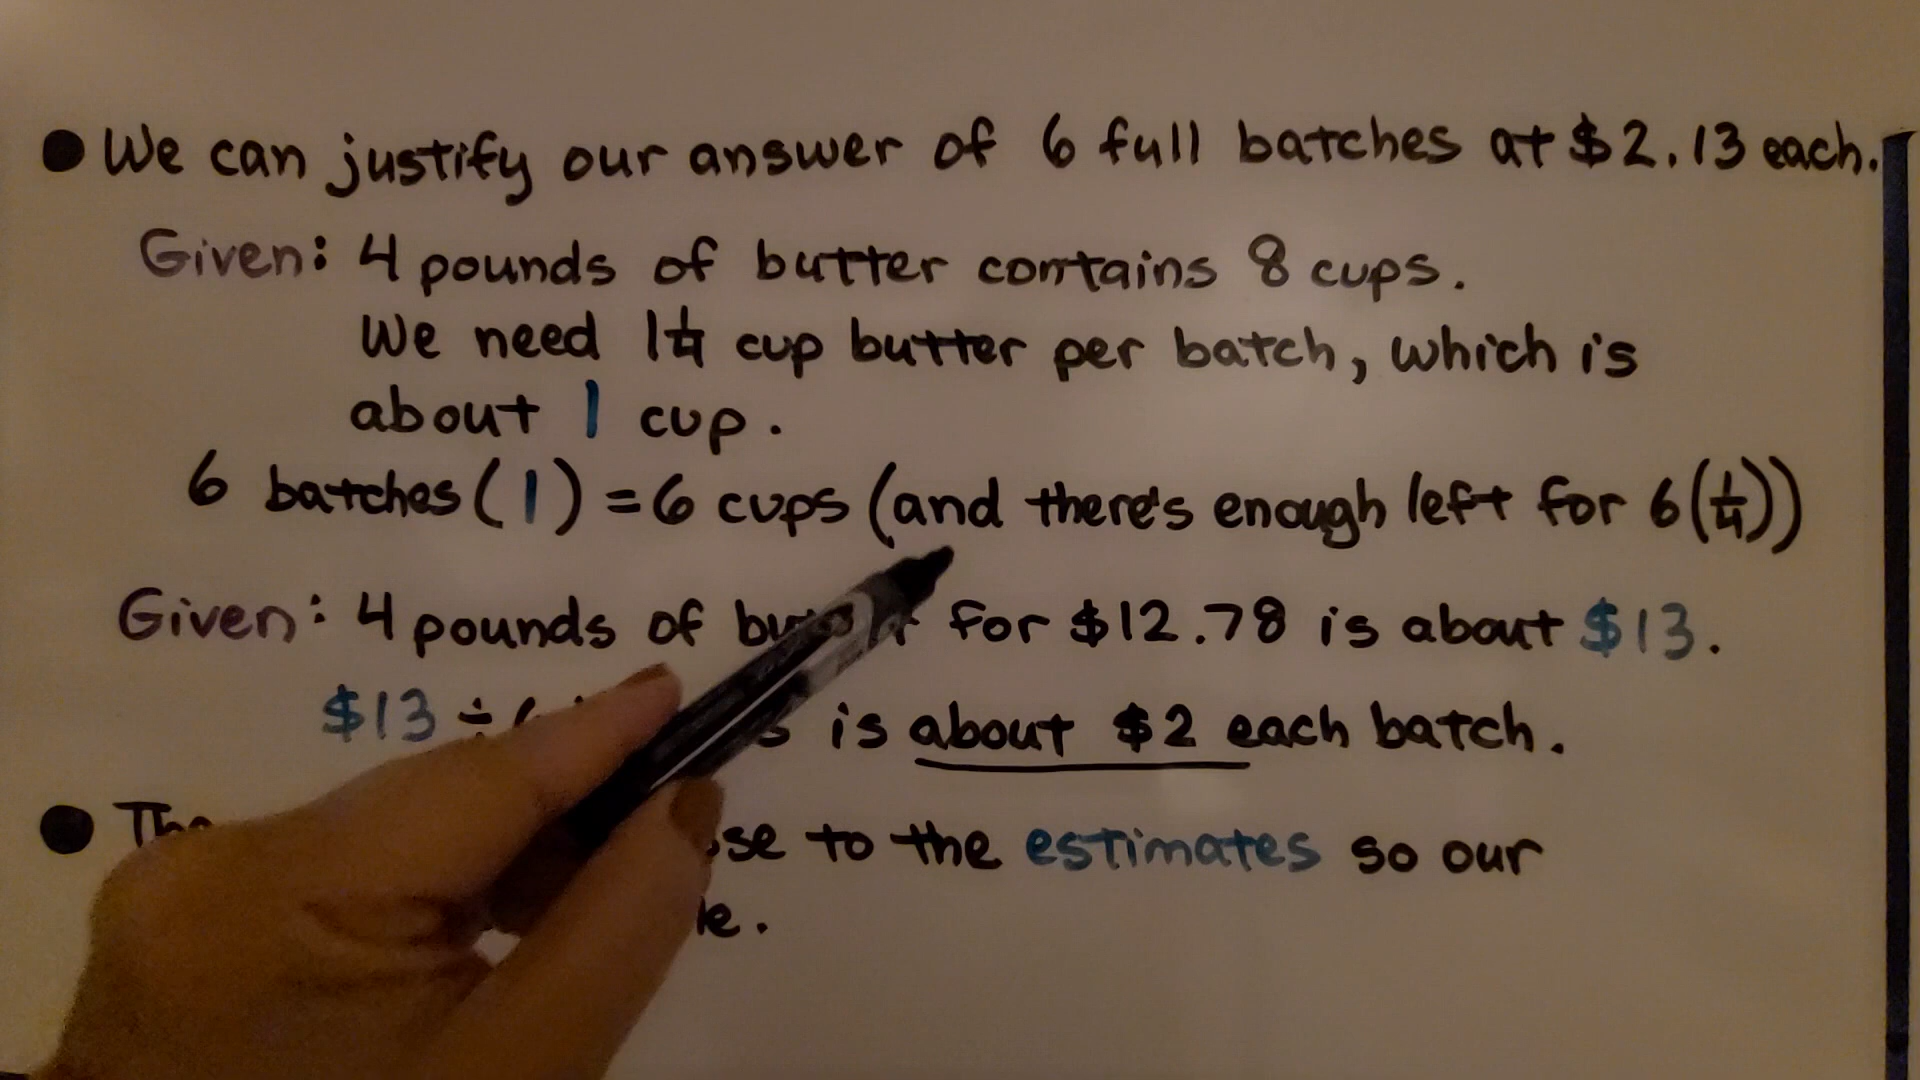 ● We can justify our answer of 6 full batches at $2.13 each.
Given: 4 pounds of butter contains 8 cups.
We need 1 1/4 cup butter per batch, which is
about 1 cup.
6 batches (1) = 6 cups (and there's enough left for 6(1/4))
Given: 4 pounds of for $12.78 is about $13.
$13 ÷ is about $2 each batch.
● to the estimates so our